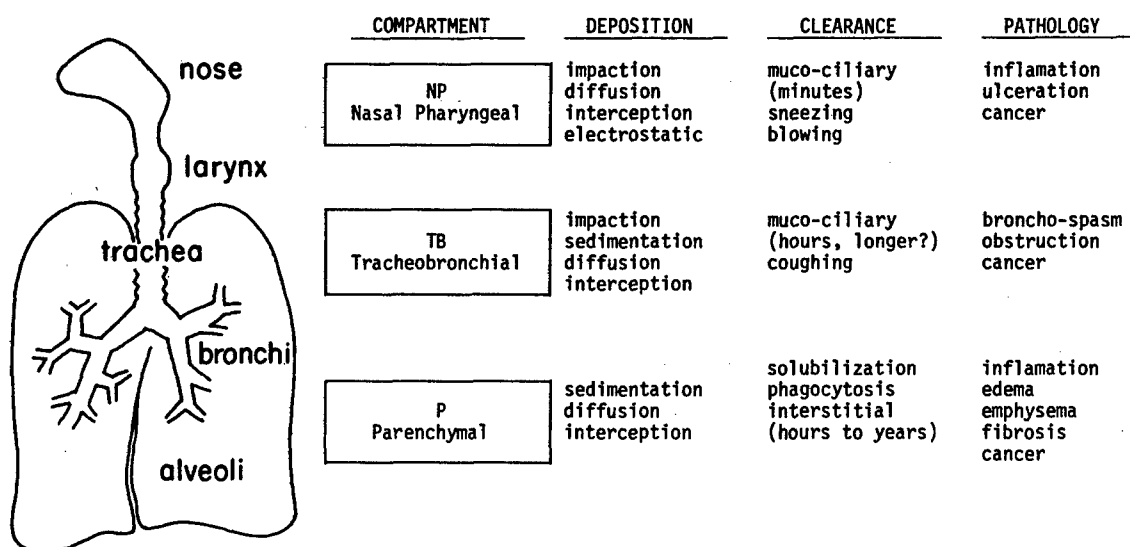 nose
larynx
trachea
bronchi
alveoli
COMPARTMENT
NP
Nasal Pharyngeal
TB
Tracheobronchial
P
Parenchymal
DEPOSITION
impaction
diffusion
interception
electrostatic
impaction
sedimentation
diffusion
interception
sedimentation
diffusion
interception
CLEARANCE
muco-ciliary
(minutes)
sneezing
blowing
muco-ciliary
(hours, longer?)
coughing
solubilization
phagocytosis
interstitial
(hours to years)
PATHOLOGY
inflamation
ulceration
cancer
broncho-spasm
obstruction
cancer
inflamation
edema
emphysema
fibrosis
cancer